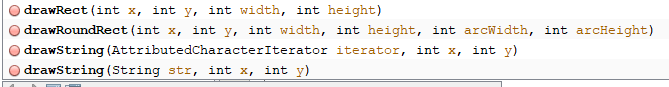 drawRect(int x, int y, int width, int height)
drawRoundRect(int x, int y, int width, int height, int arcWidth, int arcHeight)
drawString(AttributedCharacterIterator iterator, int x, int y)
drawString(String str, int x, int y)